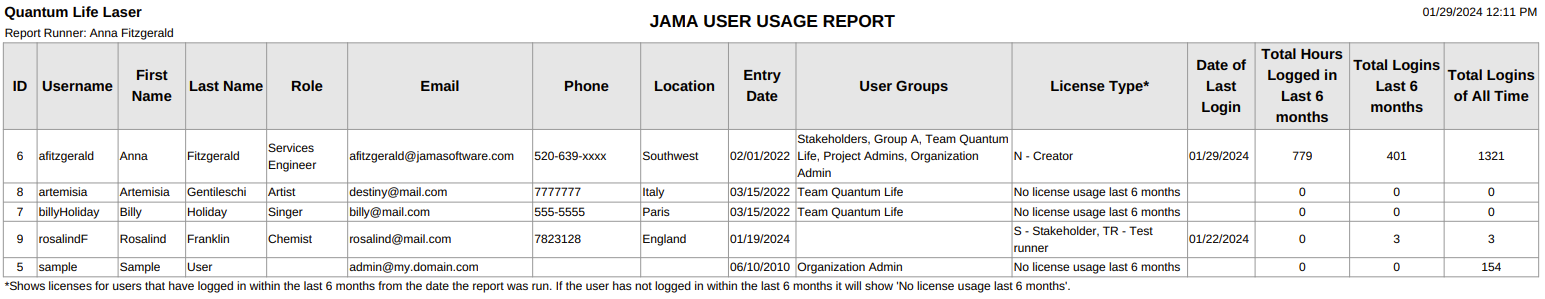 Quantum Life Laser
JAMA USER USAGE REPORT
01/29/2024 12:11 PM
Report Runner: Anna Fitzgerald
ID Username First Name Last Name Role Email Phone Location Entry Date User Groups License Type* Date of Last Login Total Hours Logged in Last 6 months Total Logins Last 6 months Total Logins of All Time
6 afitzgerald Anna Fitzgerald Services Engineer afitzgerald@jamasoftware.com 520-639-xxxx Southwest 02/01/2022 Stakeholders, Group A, Team Quantum Life, Project Admins, Organization Admin N - Creator 01/29/2024 779 401 1321
8 artemisia Artemisia Gentileschi Artist destiny@mail.com 7777777 Italy 03/15/2022 Team Quantum Life No license usage last 6 months 0 0 0
7 billyHoliday Billy Holiday Singer billy@mail.com 555-5555 Paris 03/15/2022 Team Quantum Life No license usage last 6 months 0 0 0
9 rosalindF Rosalind Franklin Chemist rosalind@mail.com 7823128 England 01/19/2024 S - Stakeholder, TR - Test runner 01/22/2024 0 3 3
5 sample Sample User admin@my.domain.com 06/10/2010 Organization Admin No license usage last 6 months 0 0 154
*Shows licenses for users that have logged in within the last 6 months from the date the report was run. If the user has not logged in within the last 6 months it will show 'No license usage last 6 months'.